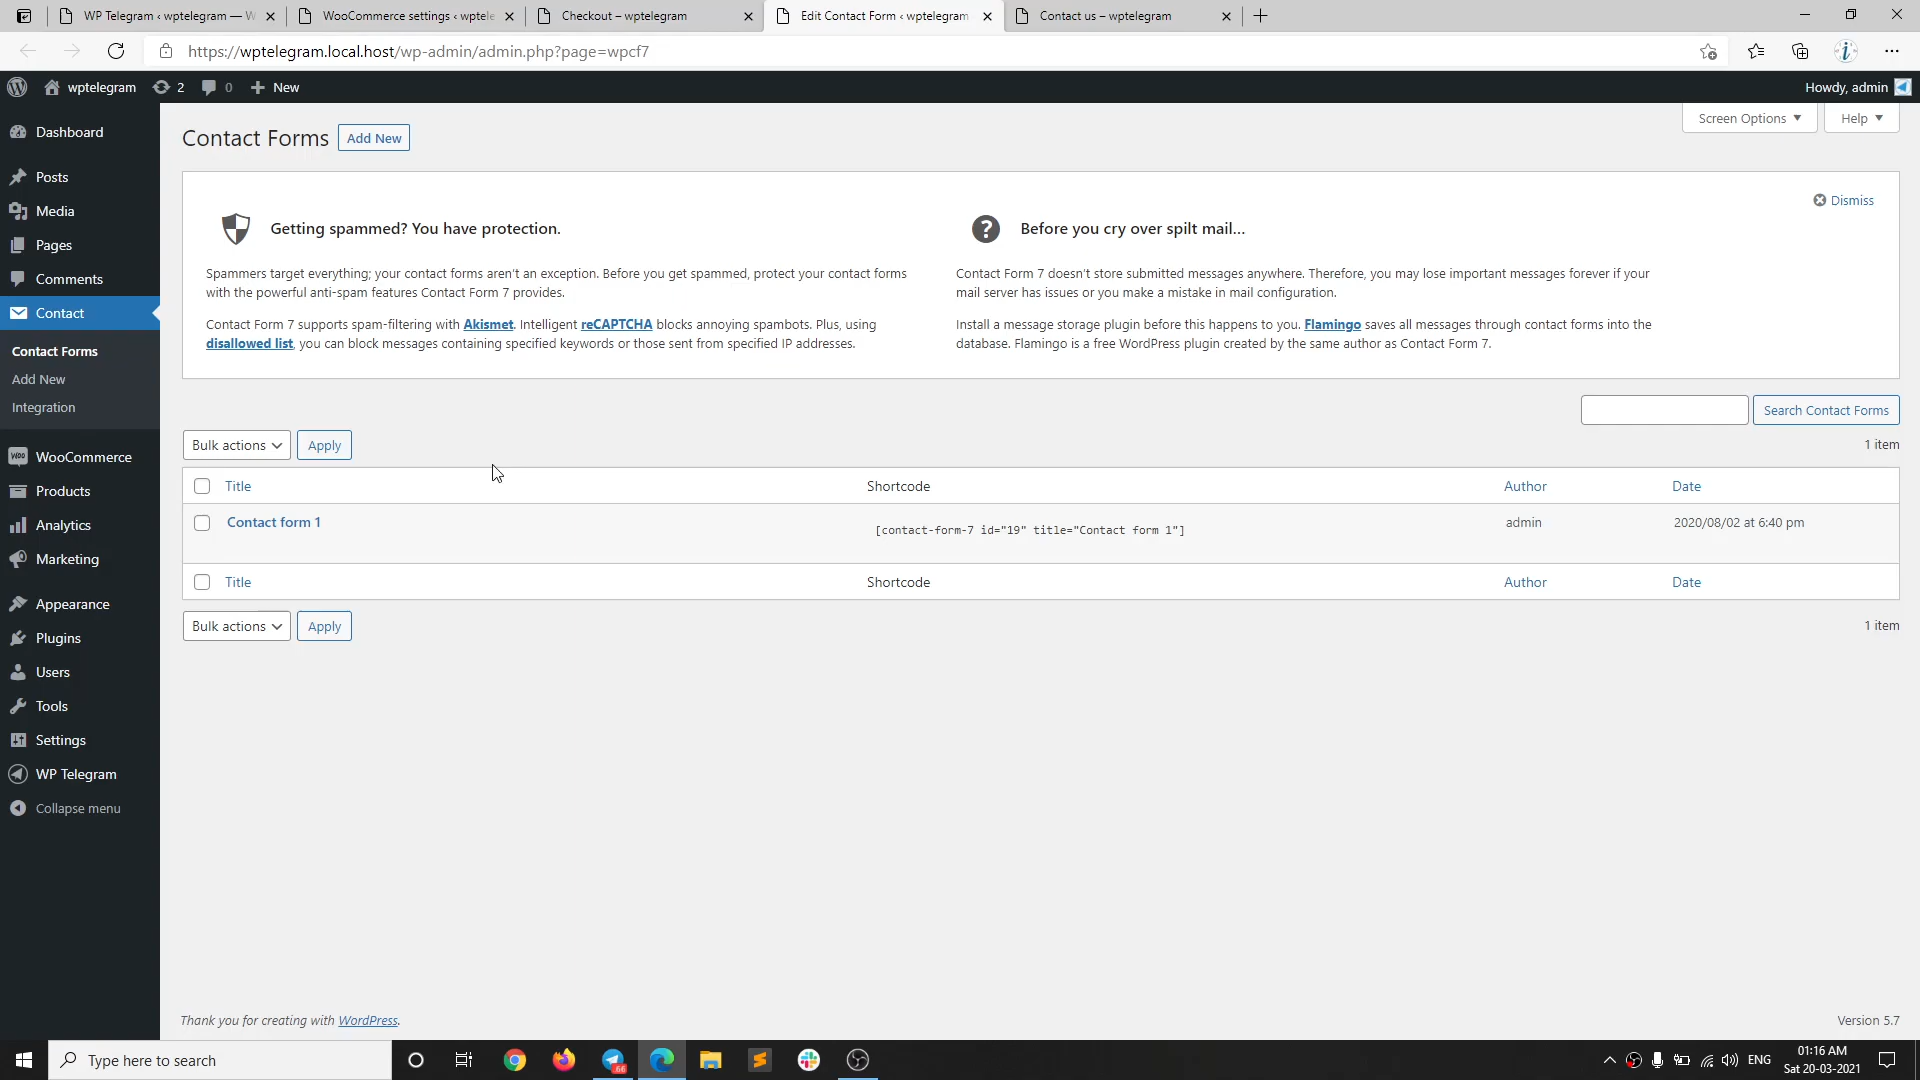 WP Telegram ‹ wptelegram — W
WooCommerce settings ‹ wptele
Checkout – wptelegram
Edit Contact Form ‹ wptelegram
Contact us – wptelegram
https://wptelegram.local.host/wp-admin/admin.php?page=wpcf7
wptelegram
2
0
New
Howdy, admin
Dashboard
Posts
Media
Pages
Comments
Contact
Contact Forms
Add New
Integration
WooCommerce
Products
Analytics
Marketing
Appearance
Plugins
Users
Tools
Settings
WP Telegram
Collapse menu
Screen Options
Help
Contact Forms
Add New
Dismiss
Getting spammed? You have protection.
Spammers target everything; your contact forms aren't an exception. Before you get spammed, protect your contact forms
with the powerful anti-spam features Contact Form 7 provides.
Contact Form 7 supports spam-filtering with Akismet. Intelligent reCAPTCHA blocks annoying spambots. Plus, using
disallowed list, you can block messages containing specified keywords or those sent from specified IP addresses.
Before you cry over spilt mail…
Contact Form 7 doesn't store submitted messages anywhere. Therefore, you may lose important messages forever if your
mail server has issues or you make a mistake in mail configuration.
Install a message storage plugin before this happens to you. Flamingo saves all messages through contact forms into the
database. Flamingo is a free WordPress plugin created by the same author as Contact Form 7.
Search Contact Forms
Bulk actions
Apply
1 item
Title
Shortcode
Author
Date
Contact form 1
[contact-form-7 id="19" title="Contact form 1"]
admin
2020/08/02 at 6:40 pm
Title
Shortcode
Author
Date
Bulk actions
Apply
1 item
Thank you for creating with WordPress.
Version 5.7
Type here to search
66
ENG
01:16 AM
Sat 20-03-2021